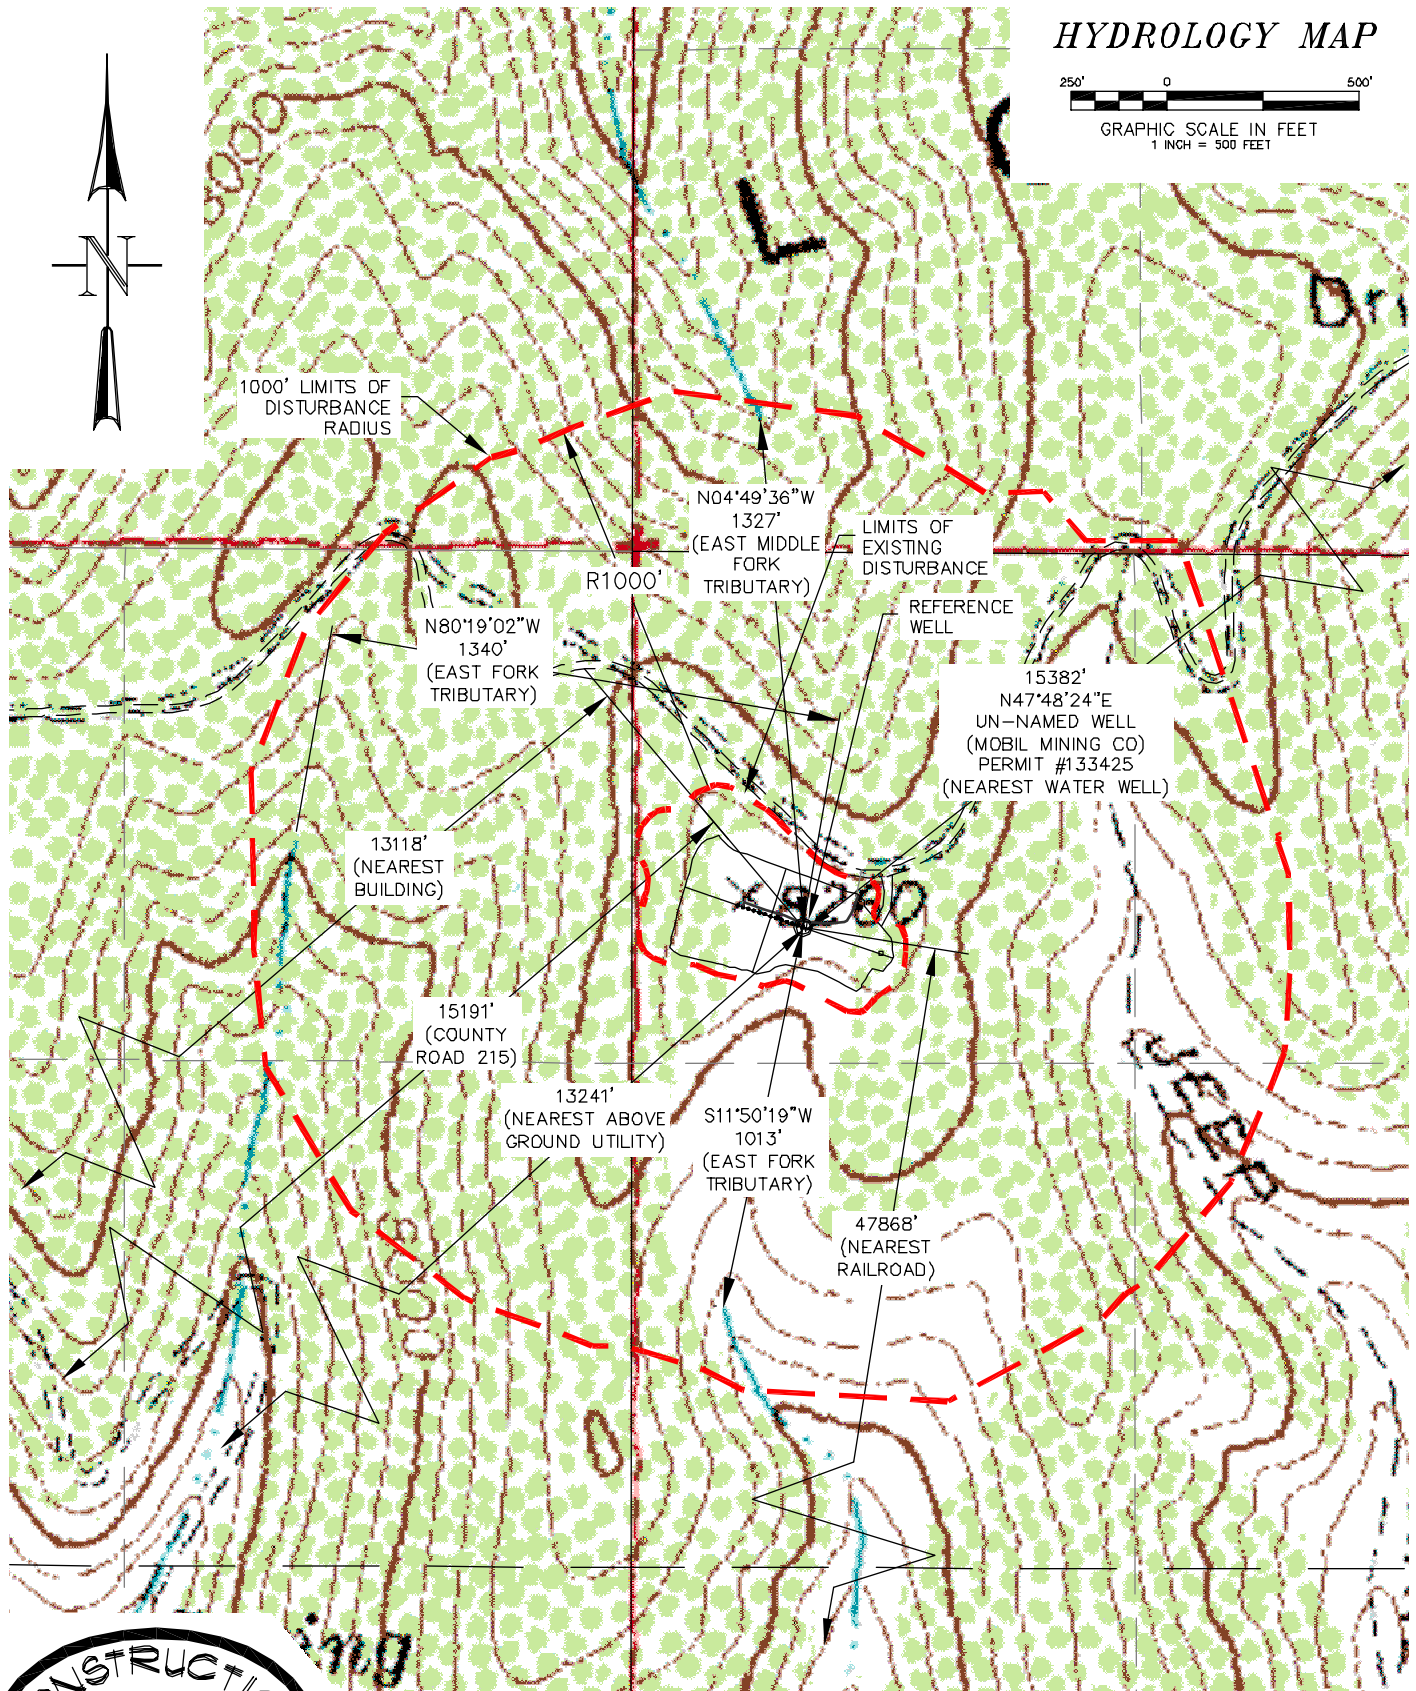 HYDROLOGY MAP
250' 0 500'
GRAPHIC SCALE IN FEET
1 INCH = 500 FEET
N
L
8000
1000' LIMITS OF
DISTURBANCE
RADIUS
N04°49'36"W
1327'
(EAST MIDDLE
FORK
TRIBUTARY)
LIMITS OF
EXISTING
DISTURBANCE
R1000'
REFERENCE
WELL
N80°19'02"W
1340'
(EAST FORK
TRIBUTARY)
15382'
N47°48'24"E
UN-NAMED WELL
(MOBIL MINING CO)
PERMIT #133425
(NEAREST WATER WELL)
13118'
(NEAREST
BUILDING)
15191'
(COUNTY
ROAD 215)
13241'
(NEAREST ABOVE
GROUND UTILITY)
S11°50'19"W
1013'
(EAST FORK
TRIBUTARY)
JEEP
47868'
(NEAREST
RAILROAD)